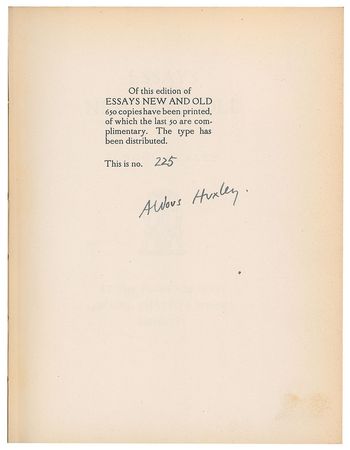 Of this edition of
ESSAYS NEW AND OLD
650 copies have been printed,
of which the last 50 are com-
plimentary. The type has
been distributed.
This is no. 225
Aldous Huxley.